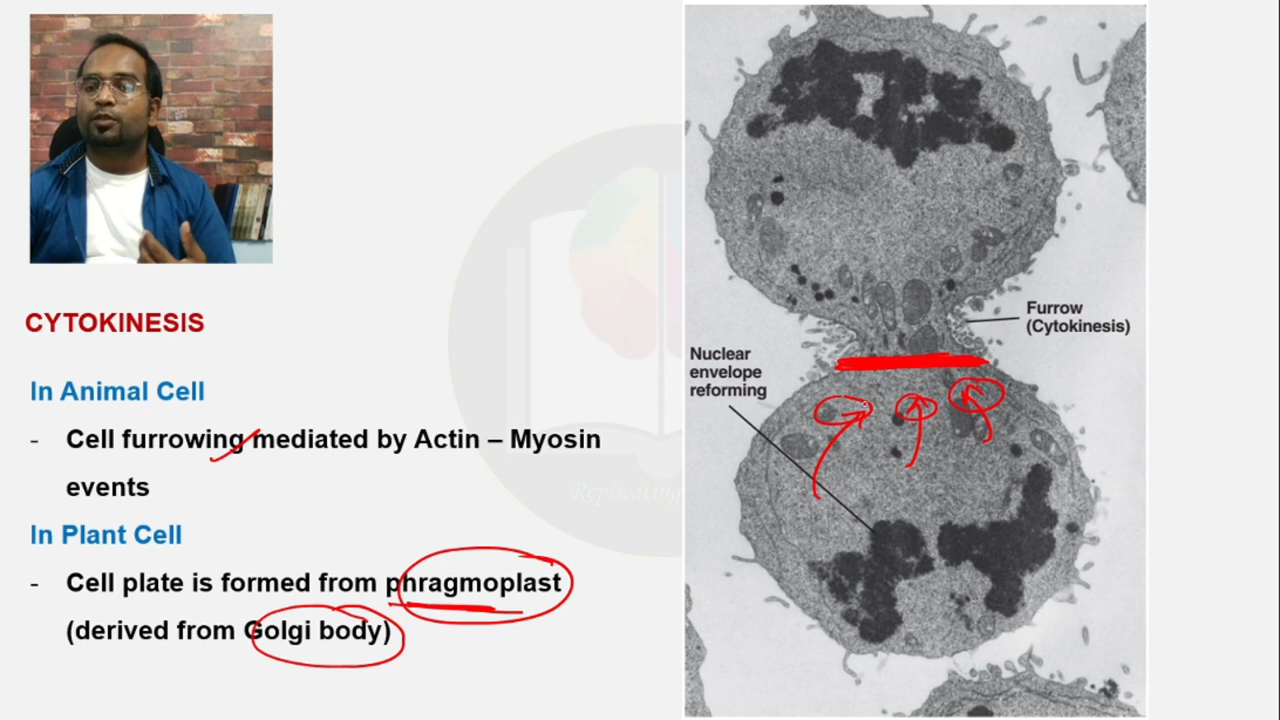 CYTOKINESIS
In Animal Cell
- Cell furrowing mediated by Actin – Myosin
events
In Plant Cell
- Cell plate is formed from phragmoplast
(derived from Golgi body)
Replicating
Furrow
(Cytokinesis)
Nuclear
envelope
reforming